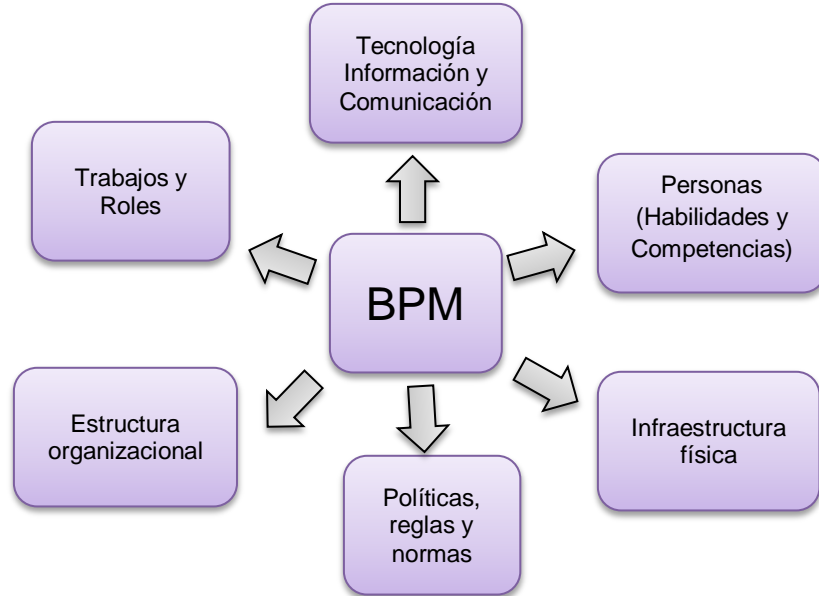 Tecnología
Información y
Comunicación
Trabajos y
Roles
Personas
(Habilidades y
Competencias)
BPM
Estructura
organizacional
Infraestructura
física
Políticas,
reglas y
normas